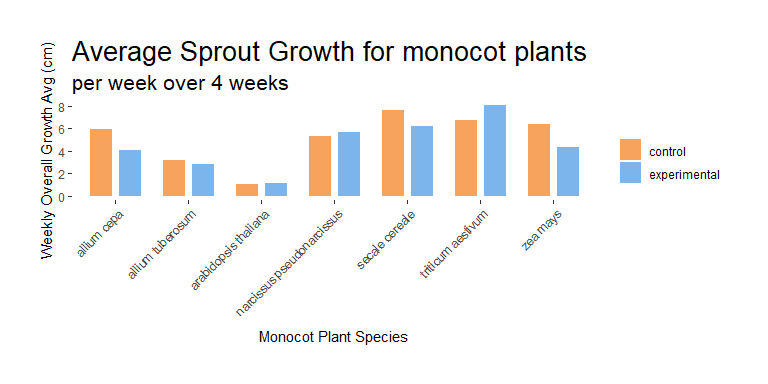 Average Sprout Growth for monocot plants
per week over 4 weeks
Weekly Overall Growth Avg (cm)
8
6
4
2
0
allium cepa
allium tuberosum
arabidopsis thaliana
narcissus pseudonarcissus
secale cereale
triticum aestivum
zea mays
Monocot Plant Species
control
experimental